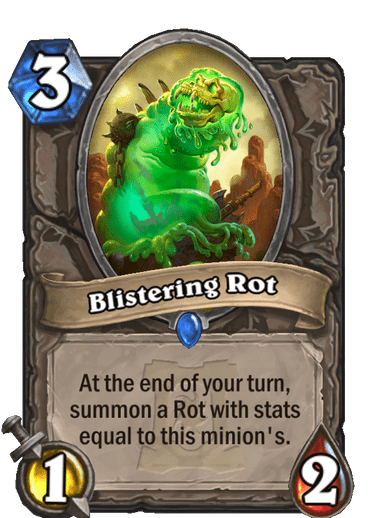 3
Blistering Rot
At the end of your turn,
summon a Rot with stats
equal to this minion's.
1
2